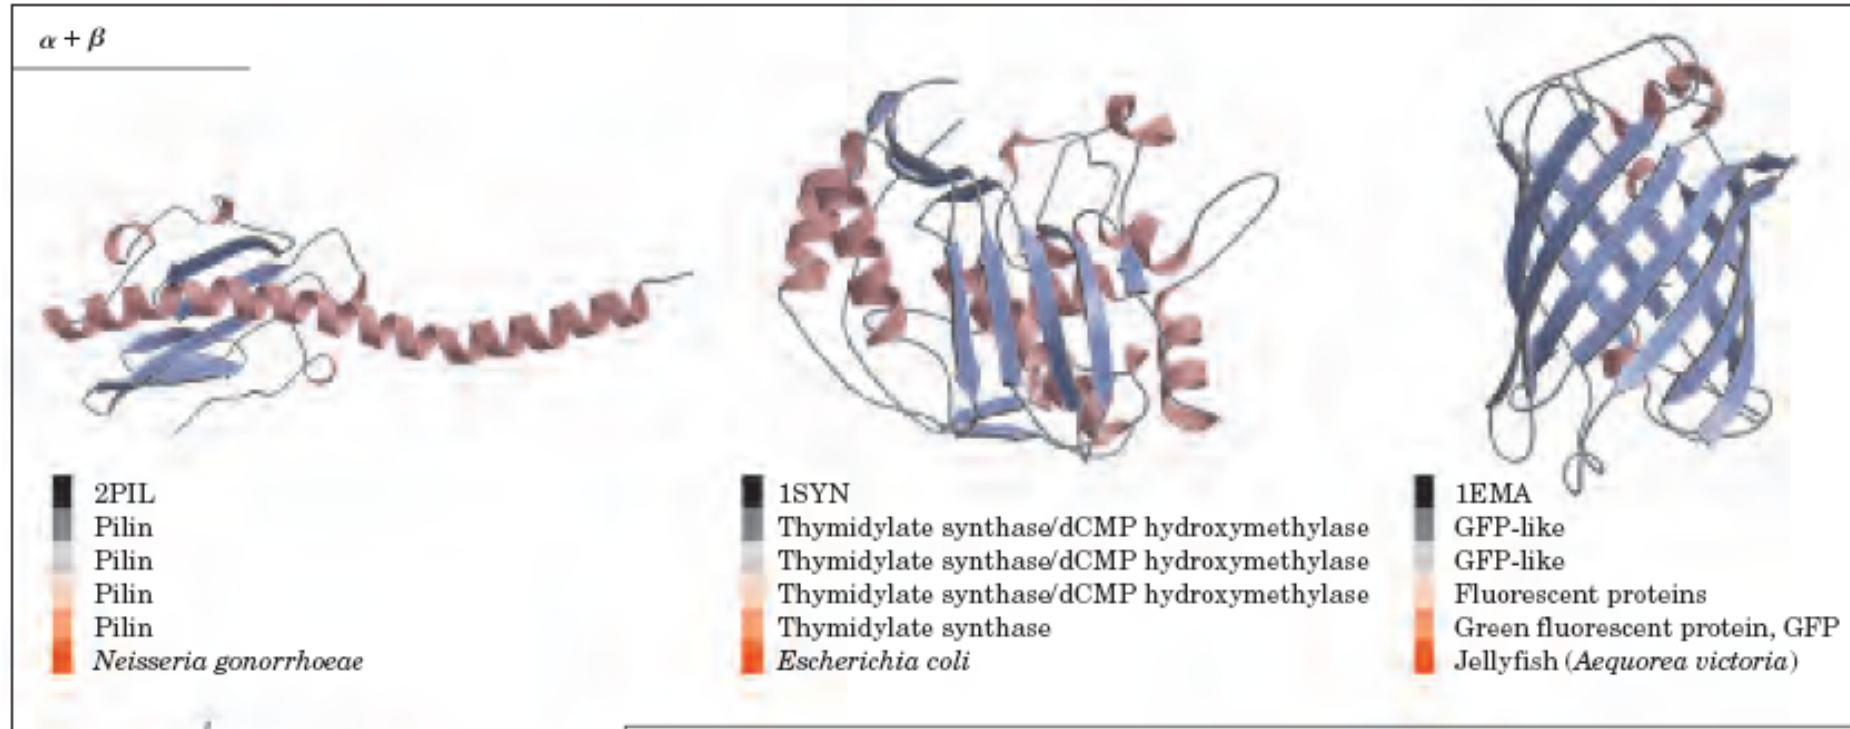 α + β
2PIL
Pilin
Pilin
Pilin
Pilin
Neisseria gonorrhoeae
1SYN
Thymidylate synthase/dCMP hydroxymethylase
Thymidylate synthase/dCMP hydroxymethylase
Thymidylate synthase/dCMP hydroxymethylase
Thymidylate synthase
Escherichia coli
1EMA
GFP-like
GFP-like
Fluorescent proteins
Green fluorescent protein, GFP
Jellyfish (Aequorea victoria)